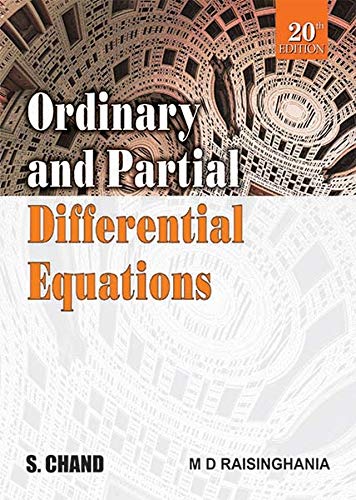 20th
EDITION
Ordinary
and Partial
Differential
Equations
S. CHAND
M D RAISINGHANIA